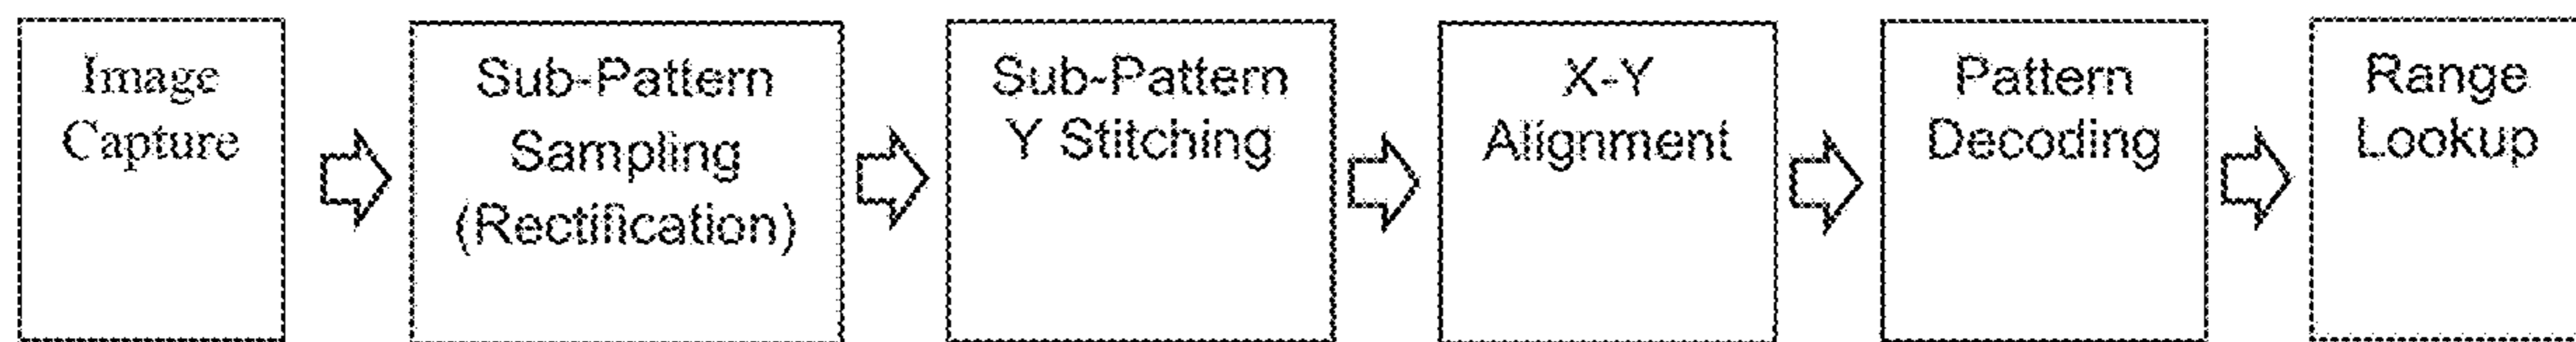 Image
Capture
Sub-Pattern
Sampling
(Rectification)
Sub-Pattern
Y Stitching
X-Y
Alignment
Pattern
Decoding
Range
Lookup